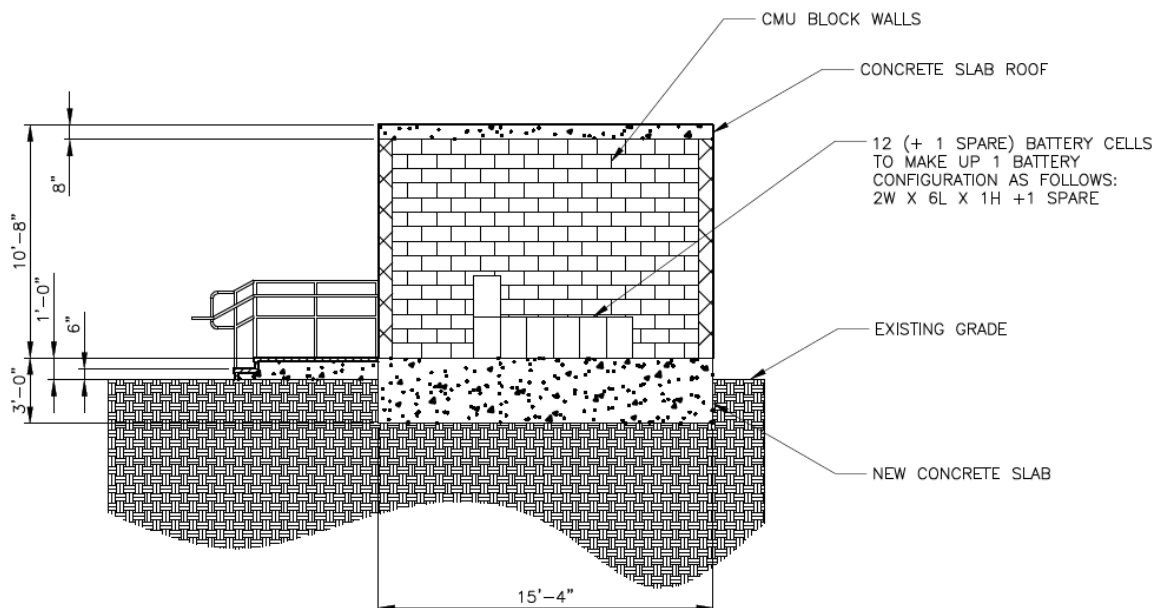 CMU BLOCK WALLS
CONCRETE SLAB ROOF
12 (+ 1 SPARE) BATTERY CELLS
TO MAKE UP 1 BATTERY
CONFIGURATION AS FOLLOWS:
2W X 6L X 1H +1 SPARE
8"
10'-8"
1'-0"
6"
3'-0"
EXISTING GRADE
NEW CONCRETE SLAB
15'-4"